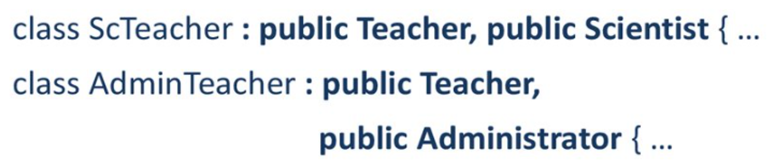 class ScTeacher : public Teacher, public Scientist { ...
class AdminTeacher : public Teacher,
public Administrator { ...